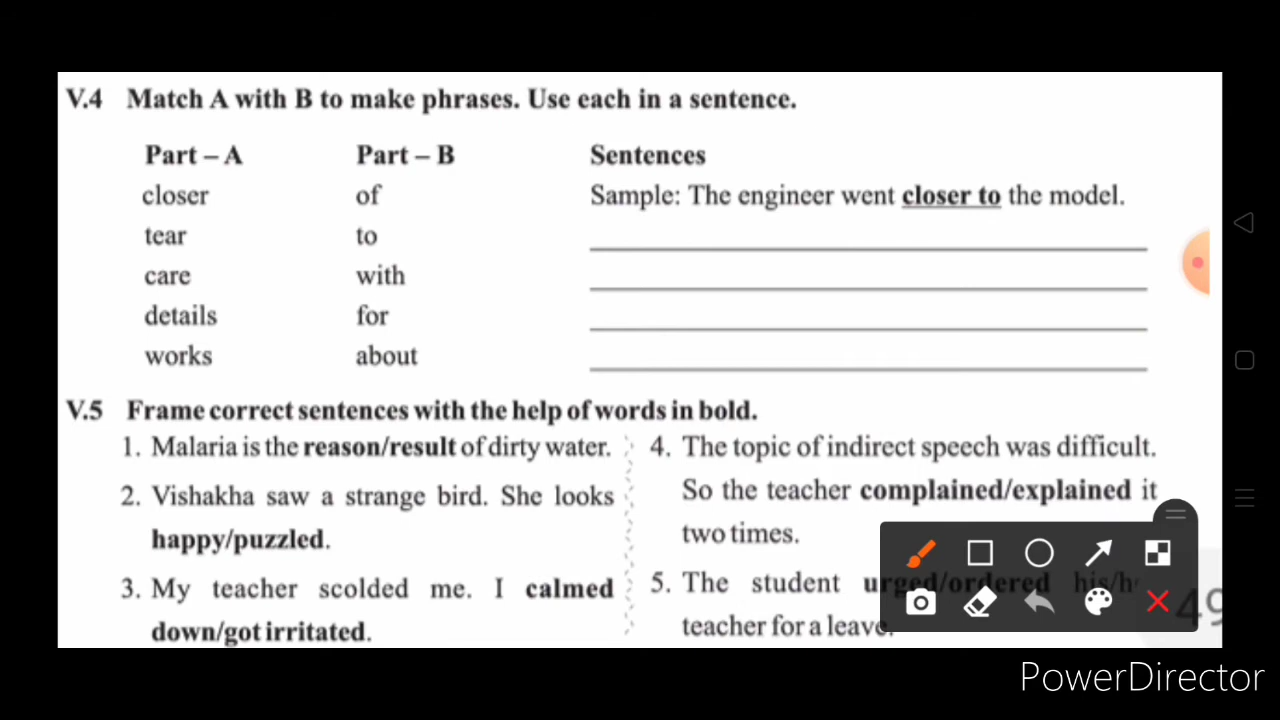 V.4 Match A with B to make phrases. Use each in a sentence.
Part – A Part – B Sentences
closer of Sample: The engineer went closer to the model.
tear to
care with
details for
works about
V.5 Frame correct sentences with the help of words in bold.
1. Malaria is the reason/result of dirty water.
2. Vishakha saw a strange bird. She looks
happy/puzzled.
3. My teacher scolded me. I calmed
down/got irritated.
4. The topic of indirect speech was difficult.
So the teacher complained/explained it
two times.
5. The student urged/ordered his/h
teacher for a leave.
49
PowerDirector